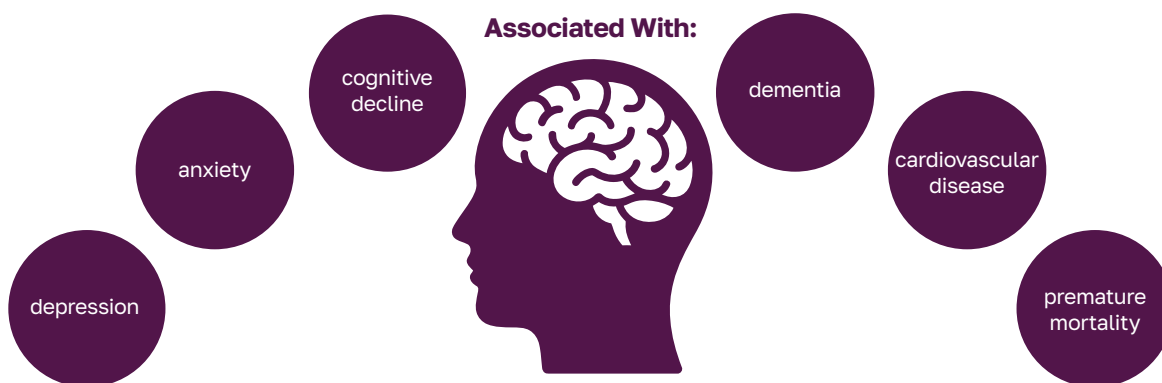 Associated With:
depression
anxiety
cognitive
decline
dementia
cardiovascular
disease
premature
mortality